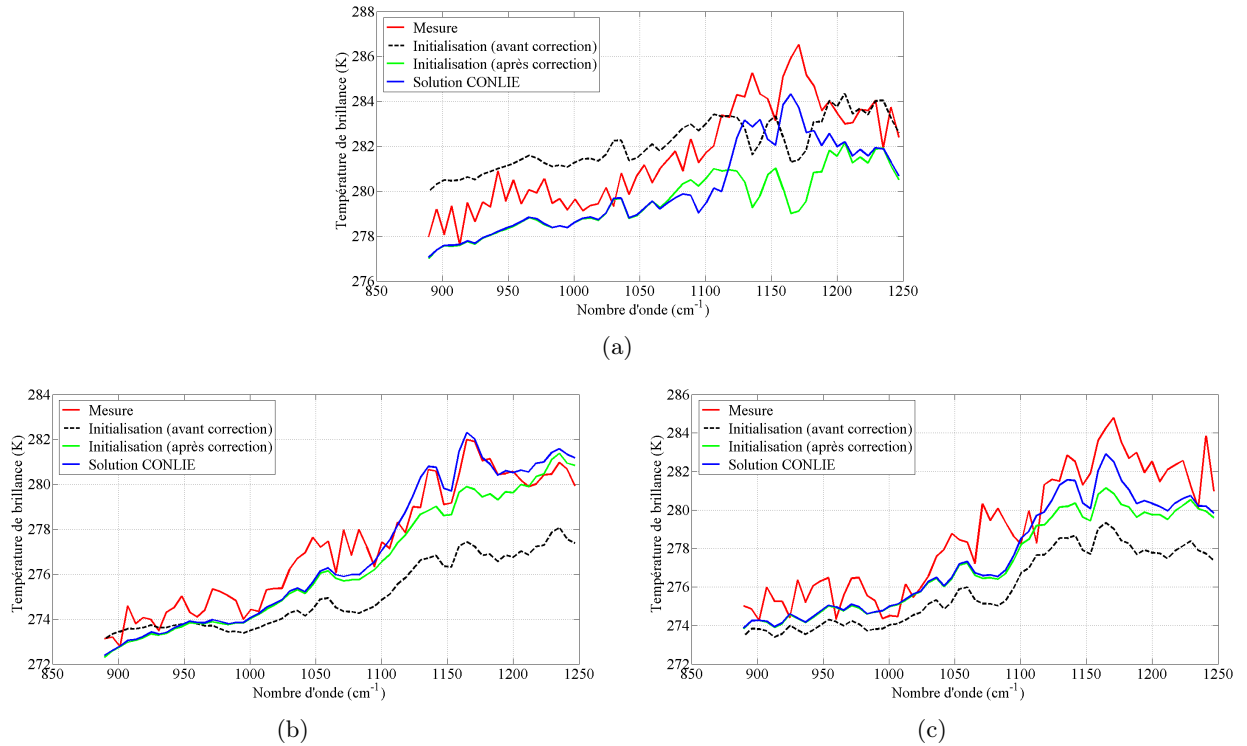 288
286
284
282
280
278
276
Température de brillance (K)
Mesure
Initialisation (avant correction)
Initialisation (après correction)
Solution CONLIE
850 900 950 1000 1050 1100 1150 1200 1250
Nombre d'onde (cm-1)
(a)
284
282
280
278
276
274
272
Température de brillance (K)
Mesure
Initialisation (avant correction)
Initialisation (après correction)
Solution CONLIE
850 900 950 1000 1050 1100 1150 1200 1250
Nombre d'onde (cm-1)
(b)
286
284
282
280
278
276
274
272
Température de brillance (K)
Mesure
Initialisation (avant correction)
Initialisation (après correction)
Solution CONLIE
850 900 950 1000 1050 1100 1150 1200 1250
Nombre d'onde (cm-1)
(c)